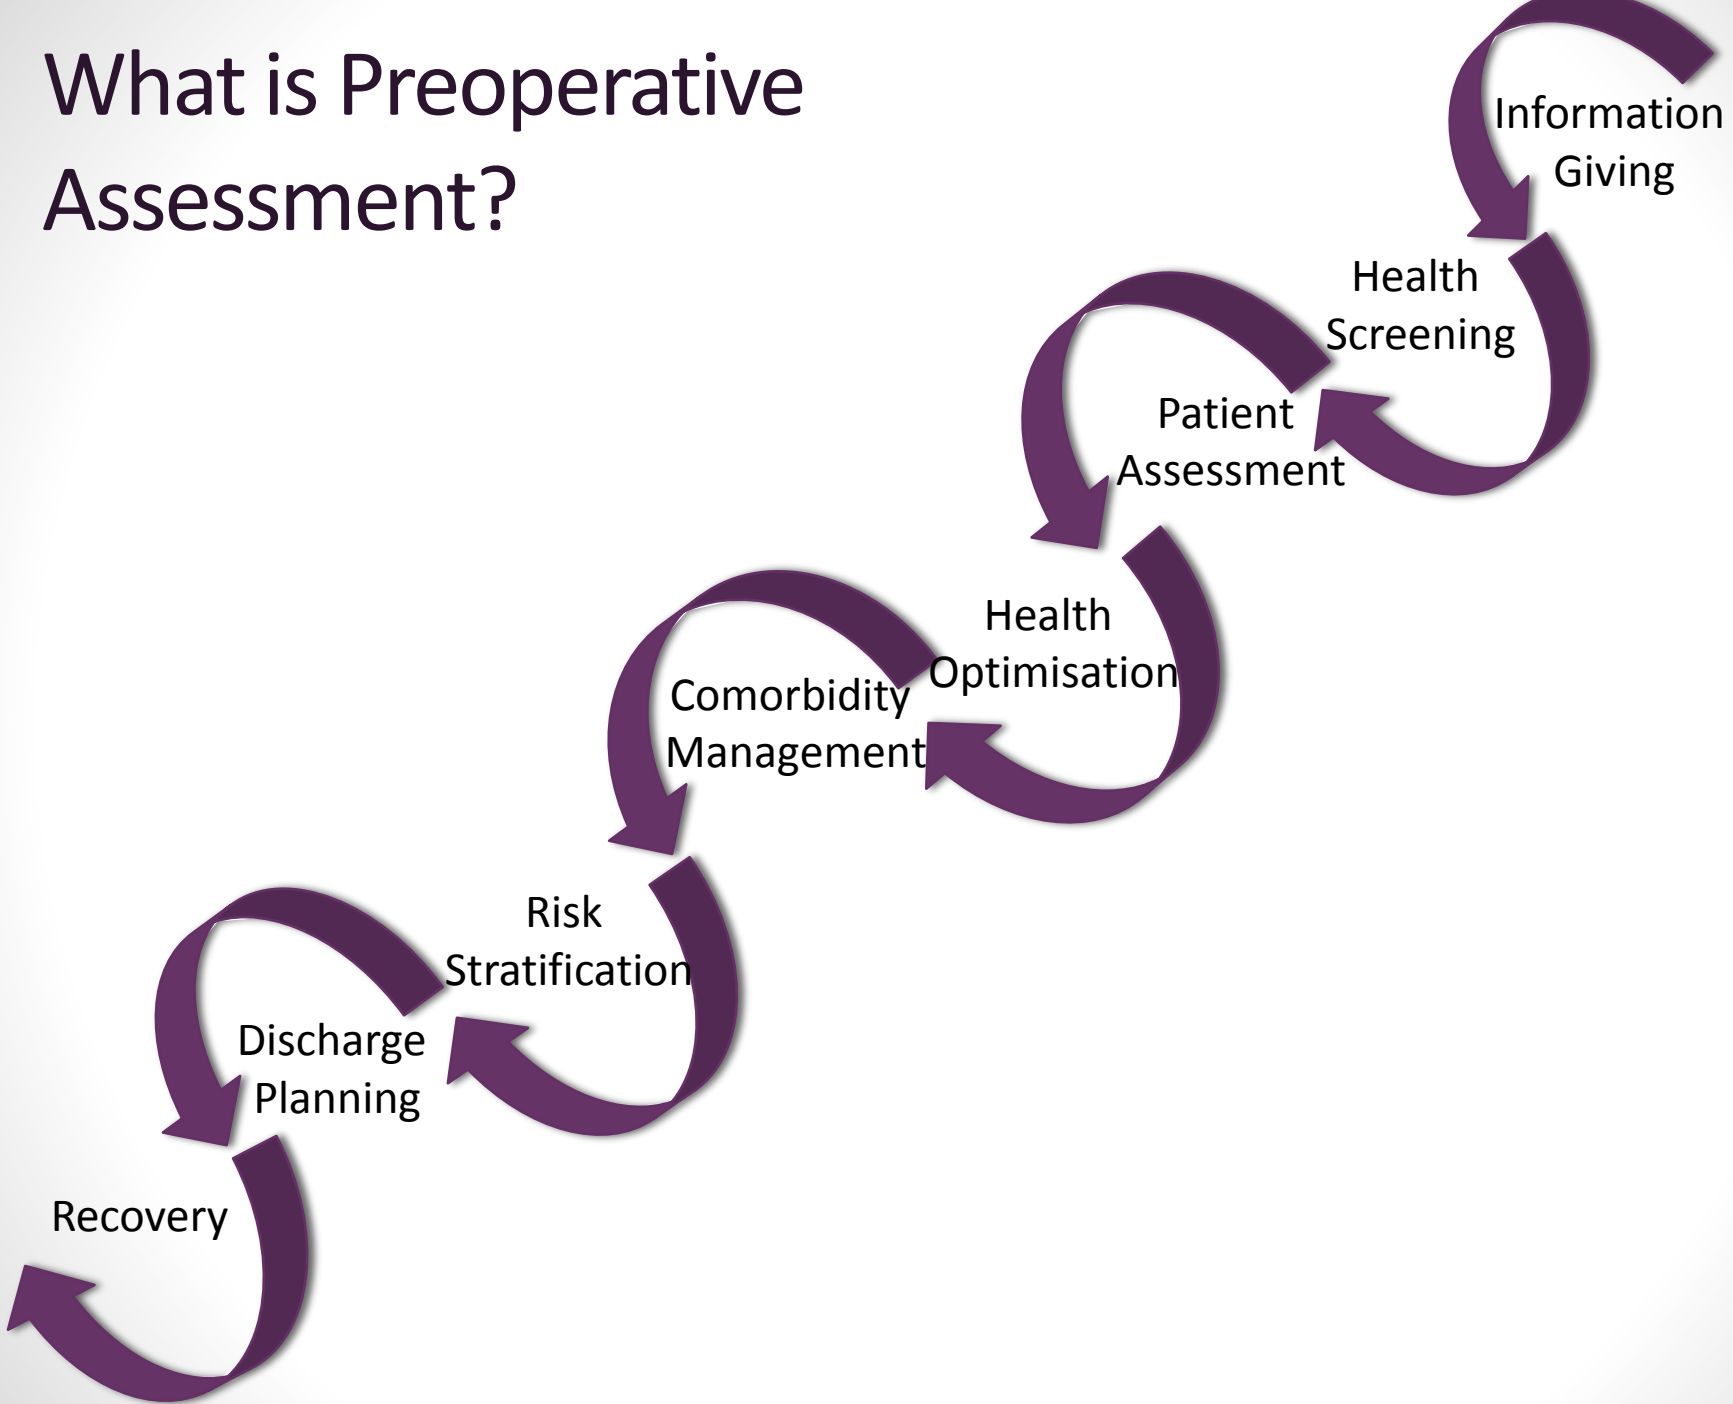 What is Preoperative
Assessment?
Information
Giving
Health
Screening
Patient
Assessment
Health
Optimisation
Comorbidity
Management
Risk
Stratification
Discharge
Planning
Recovery